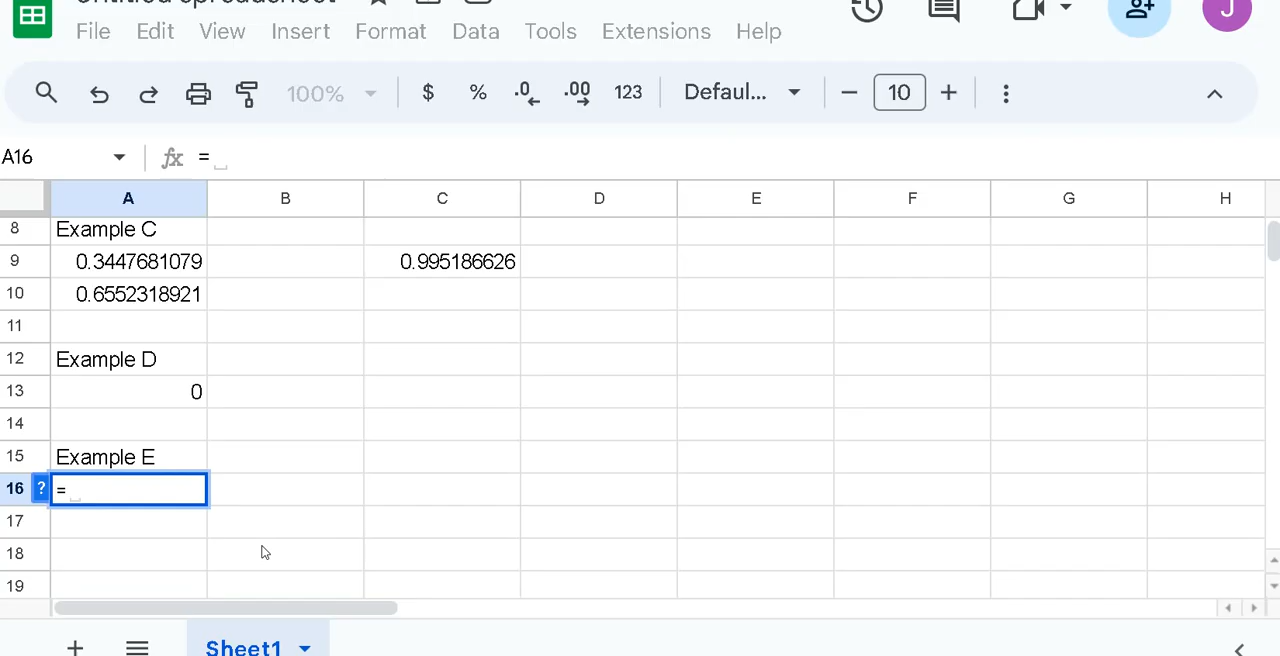 Untitled spreadsheet
File Edit View Insert Format Data Tools Extensions Help
J
100% $ % .0 .00 123 Defaul... − 10 +
A16 fx =
A B C D E F G H
8 Example C
9 0.3447681079 0.995186626
10 0.6552318921
11
12 Example D
13 0
14
15 Example E
16 ? =
17
18
19
+ Sheet1